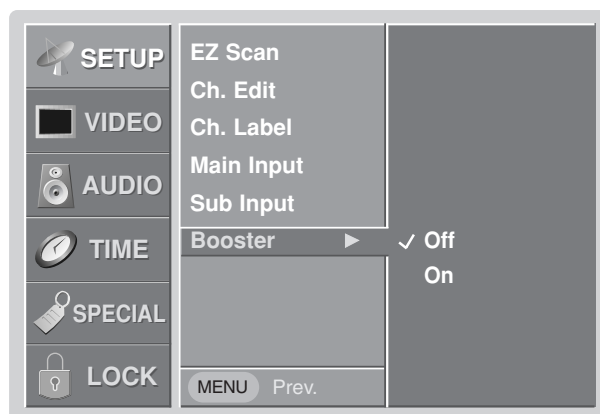 SETUP
VIDEO
AUDIO
TIME
SPECIAL
LOCK
EZ Scan
Ch. Edit
Ch. Label
Main Input
Sub Input
Booster
MENU Prev.
Off
On